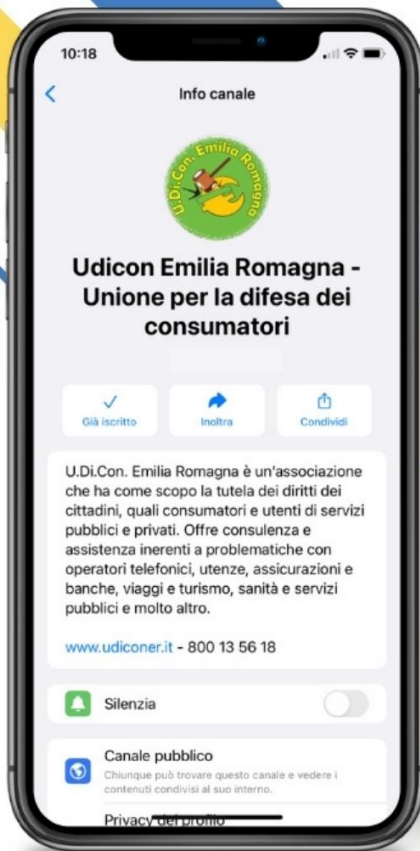 10:18
Info canale
U.Di.Con. Emilia Romagna
Udicon Emilia Romagna -
Unione per la difesa dei
consumatori
Già iscritto
Inoltra
Condividi
U.Di.Con. Emilia Romagna è un'associazione
che ha come scopo la tutela dei diritti dei
cittadini, quali consumatori e utenti di servizi
pubblici e privati. Offre consulenza e
assistenza inerenti a problematiche con
operatori telefonici, utenze, assicurazioni e
banche, viaggi e turismo, sanità e servizi
pubblici e molto altro.
www.udiconer.it - 800 13 56 18
Silenzia
Canale pubblico
Chiunque può trovare questo canale e vedere i
contenuti condivisi al suo interno.
Privacy del profilo